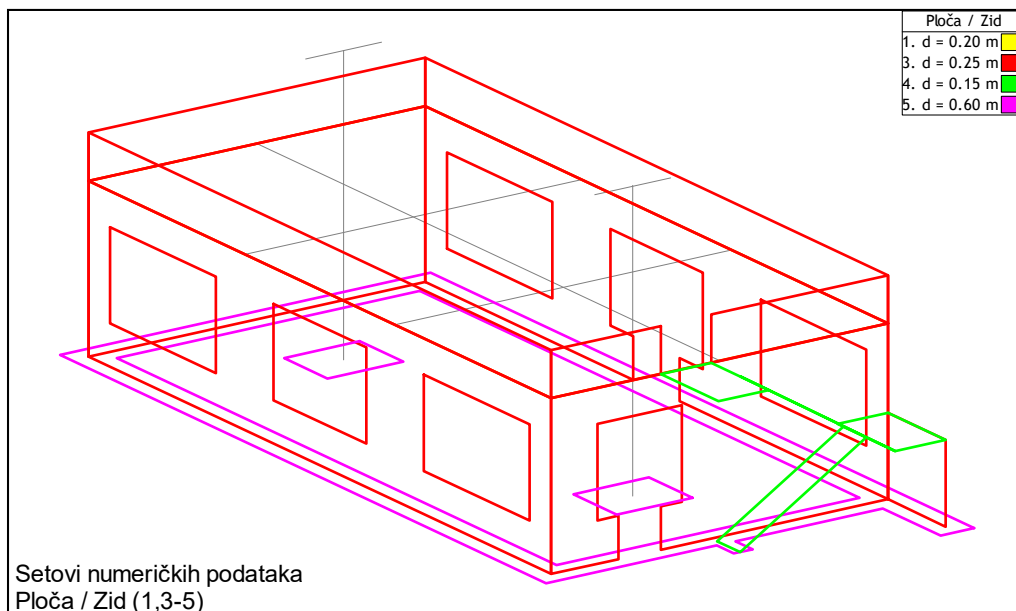 Ploča / Zid
1. d = 0.20 m
3. d = 0.25 m
4. d = 0.15 m
5. d = 0.60 m
Setovi numeričkih podataka
Ploča / Zid (1,3-5)